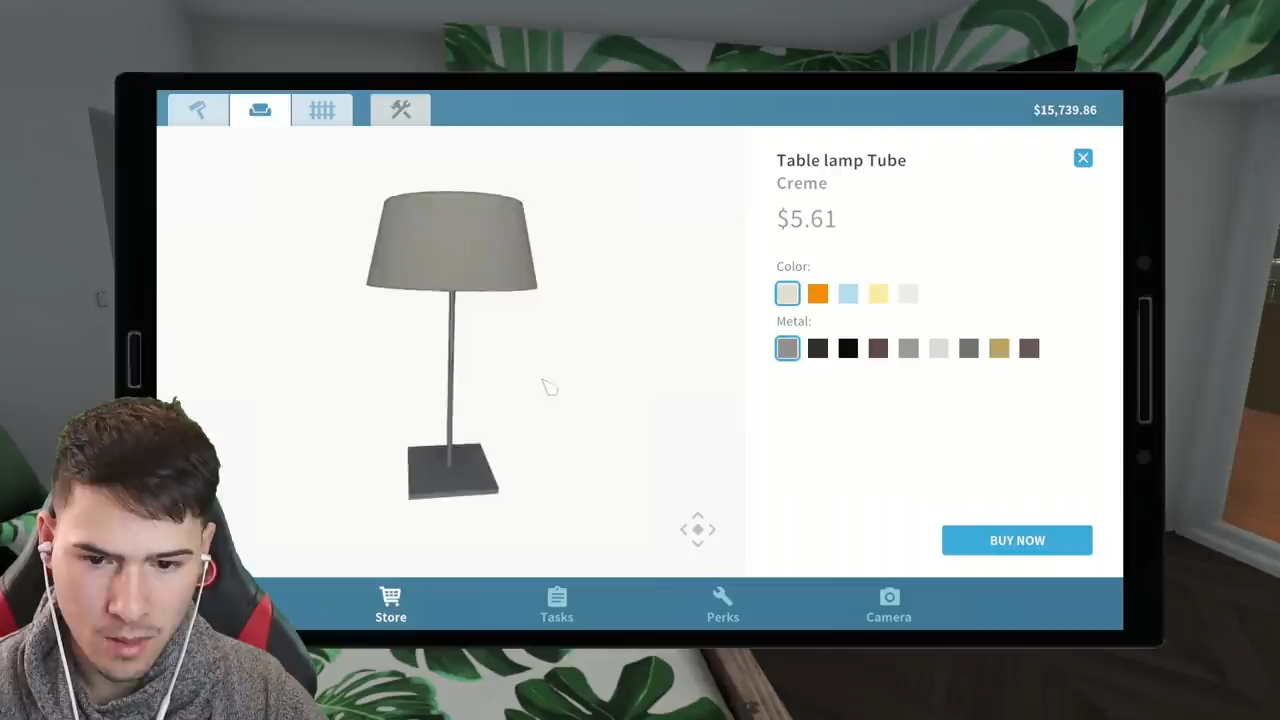 $15,739.86
Table lamp Tube
Creme
$5.61
Color:
Metal:
BUY NOW
Store
Tasks
Perks
Camera